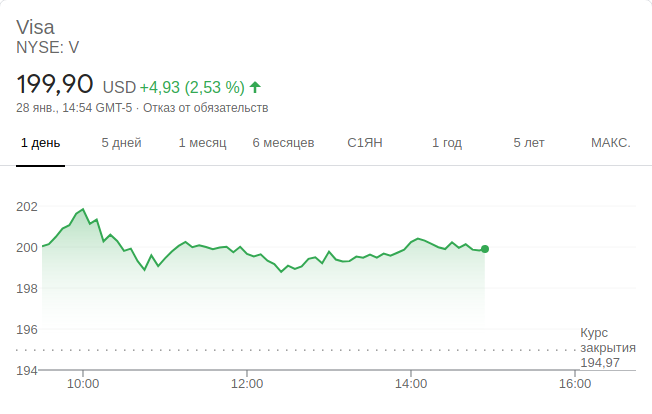 Visa
NYSE: V
199,90 USD +4,93 (2,53 %)
28 янв., 14:54 GMT-5 · Отказ от обязательств
1 день 5 дней 1 месяц 6 месяцев С1ЯН 1 год 5 лет МАКС.
202
200
198
196
Курс
закрытия
194,97
194
10:00 12:00 14:00 16:00